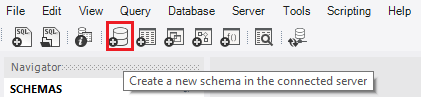 File Edit View Query Database Server Tools Scripting Help
SQL SQL
Navigator
Create a new schema in the connected server
SCHEMAS